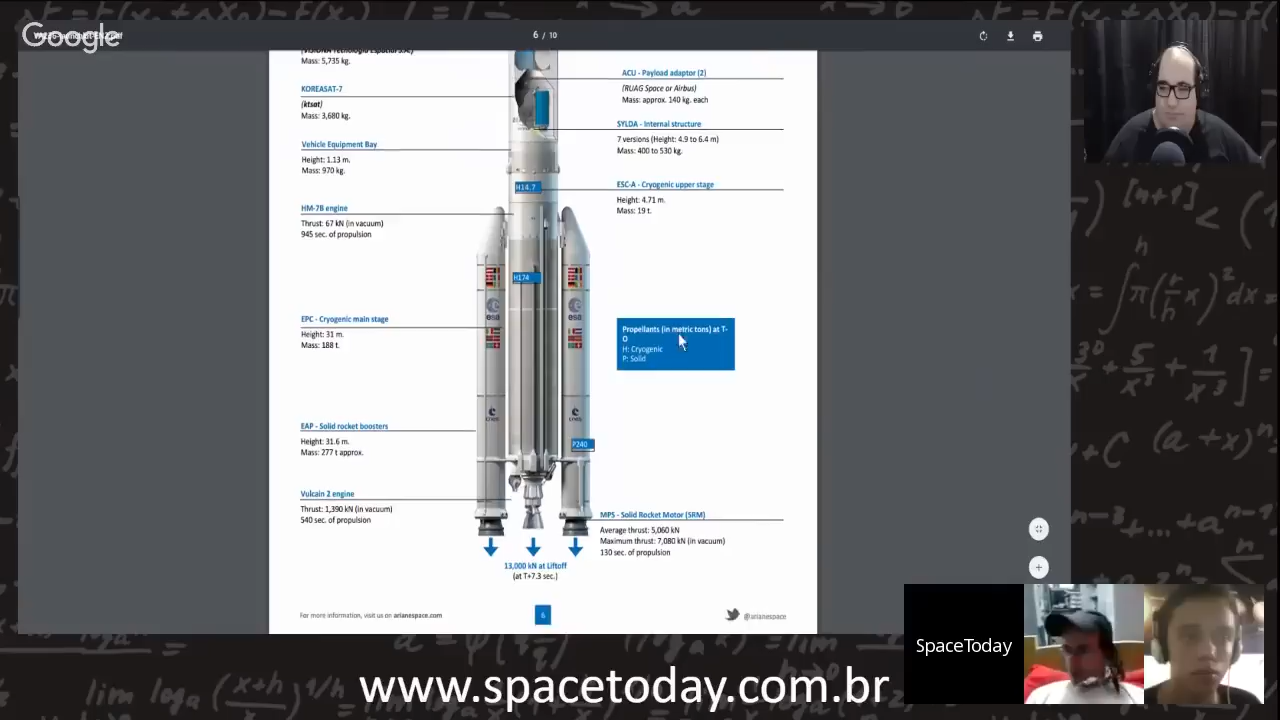 Google
6 / 10
Mass: 5,735 kg.
KOREASAT-7
(ktsat)
Mass: 3,680 kg.
Vehicle Equipment Bay
Height: 1.13 m.
Mass: 970 kg.
HM-7B engine
Thrust: 67 kN (in vacuum)
945 sec. of propulsion
EPC - Cryogenic main stage
Height: 31 m.
Mass: 188 t.
EAP - Solid rocket boosters
Height: 31.6 m.
Mass: 277 t approx.
Vulcain 2 engine
Thrust: 1,390 kN (in vacuum)
540 sec. of propulsion
H14.7
H174
esa
esa
cnes
cnes
P240
13,000 kN at Liftoff
(at T+7.3 sec.)
ACU - Payload adaptor (2)
(RUAG Space or Airbus)
Mass: approx. 140 kg. each
SYLDA - Internal structure
7 versions (Height: 4.9 to 6.4 m)
Mass: 400 to 530 kg.
ESC-A - Cryogenic upper stage
Height: 4.71 m.
Mass: 19 t.
Propellants (in metric tons) at T-
O
H: Cryogenic
P: Solid
MPS - Solid Rocket Motor (SRM)
Average thrust: 5,060 kN
Maximum thrust: 7,080 kN (in vacuum)
130 sec. of propulsion
For more information, visit us on arianespace.com
6
@arianespace
SpaceToday
www.spacetoday.com.br